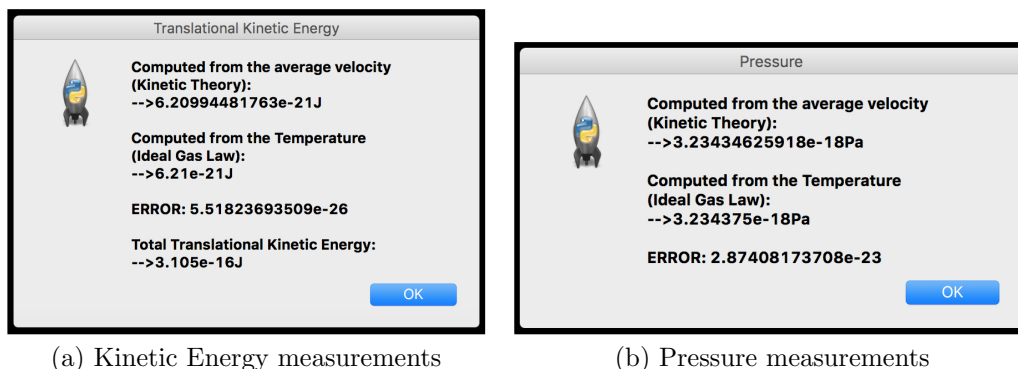 Translational Kinetic Energy
Computed from the average velocity
(Kinetic Theory):
-->6.20994481763e-21J
Computed from the Temperature
(Ideal Gas Law):
-->6.21e-21J
ERROR: 5.51823693509e-26
Total Translational Kinetic Energy:
-->3.105e-16J
OK
(a) Kinetic Energy measurements
Pressure
Computed from the average velocity
(Kinetic Theory):
-->3.23434625918e-18Pa
Computed from the Temperature
(Ideal Gas Law):
-->3.234375e-18Pa
ERROR: 2.87408173708e-23
OK
(b) Pressure measurements